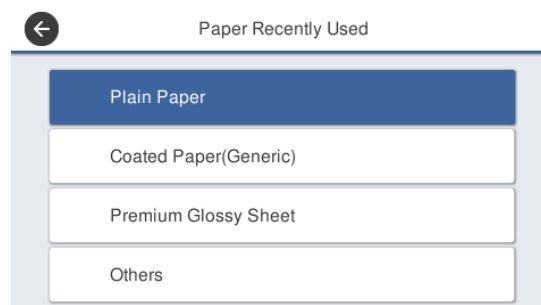 Paper Recently Used
Plain Paper
Coated Paper(Generic)
Premium Glossy Sheet
Others